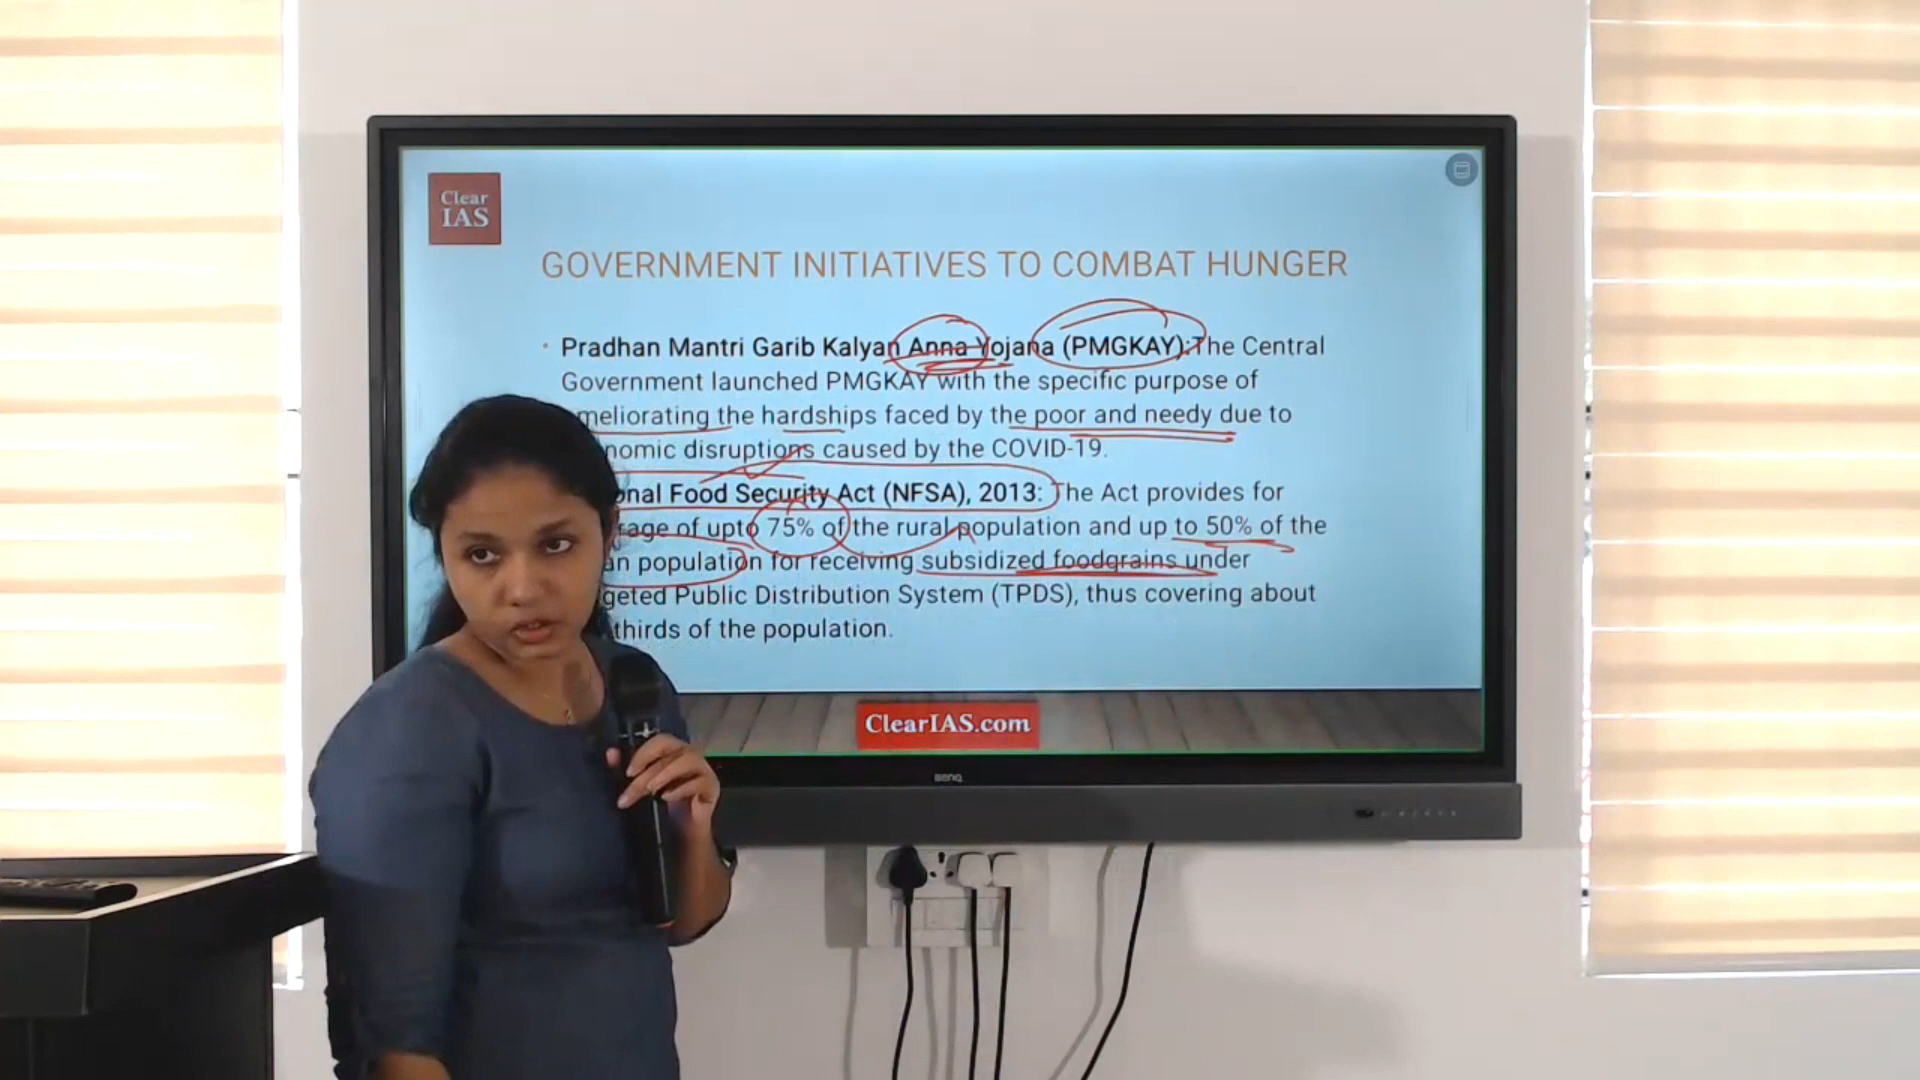 Clear
IAS
GOVERNMENT INITIATIVES TO COMBAT HUNGER
• Pradhan Mantri Garib Kalyan Anna Yojana (PMGKAY):The Central
Government launched PMGKAY with the specific purpose of
meliorating the hardships faced by the poor and needy due to
nomic disruptions caused by the COVID-19.
onal Food Security Act (NFSA), 2013: The Act provides for
rage of upto 75% of the rural population and up to 50% of the
an population for receiving subsidized foodgrains under
geted Public Distribution System (TPDS), thus covering about
thirds of the population.
ClearIAS.com
BenQ